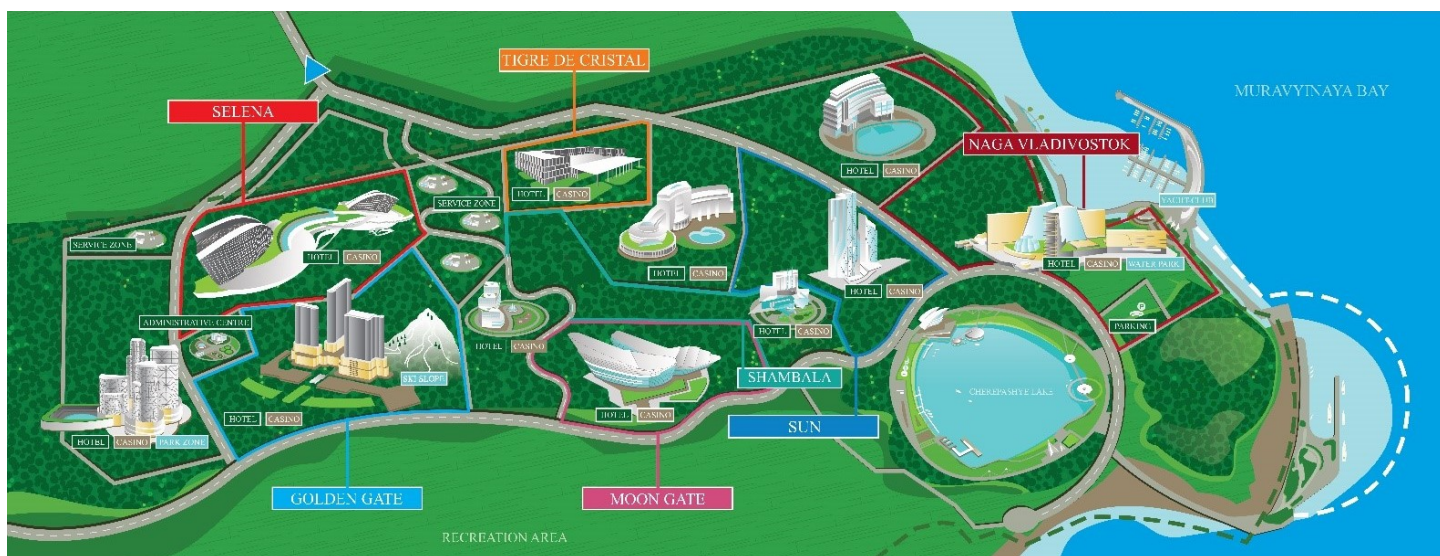 TIGRE DE CRISTAL
MURAVYINAYA BAY
SELENA
NAGA VLADIVOSTOK
HOTEL CASINO
HOTEL CASINO
YACHT CLUB
SERVICE ZONE
SERVICE ZONE
HOTEL CASINO
HOTEL CASINO
HOTEL CASINO WATER PARK
HOTEL CASINO
ADMINISTRATIVE CENTRE
PARKING
HOTEL CASINO
HOTEL CASINO
SHAMBALA
SKI SLOPE
CHEREPASHYE LAKE
HOTEL CASINO
HOTEL CASINO
SUN
HOTEL CASINO PARK ZONE
GOLDEN GATE
MOON GATE
RECREATION AREA